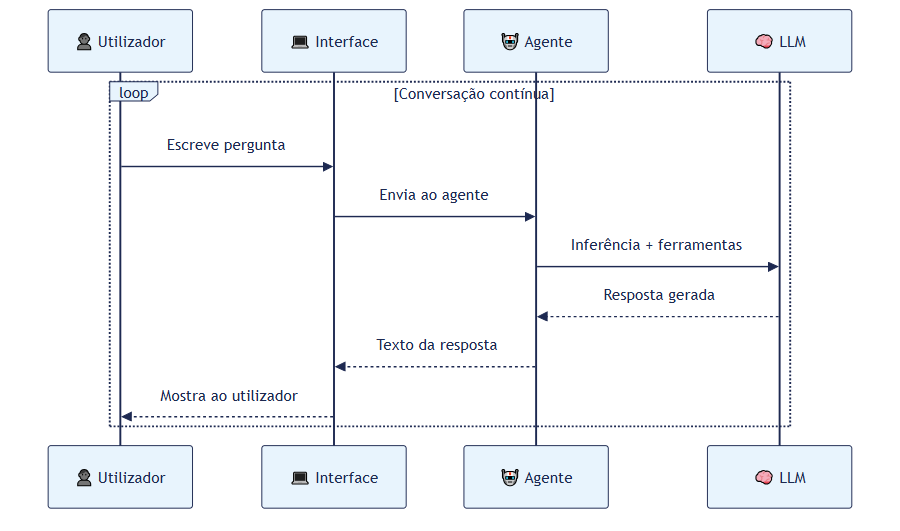 Utilizador
Interface
Agente
LLM
loop
[Conversação contínua]
Escreve pergunta
Envia ao agente
Inferência + ferramentas
Resposta gerada
Texto da resposta
Mostra ao utilizador
Utilizador
Interface
Agente
LLM